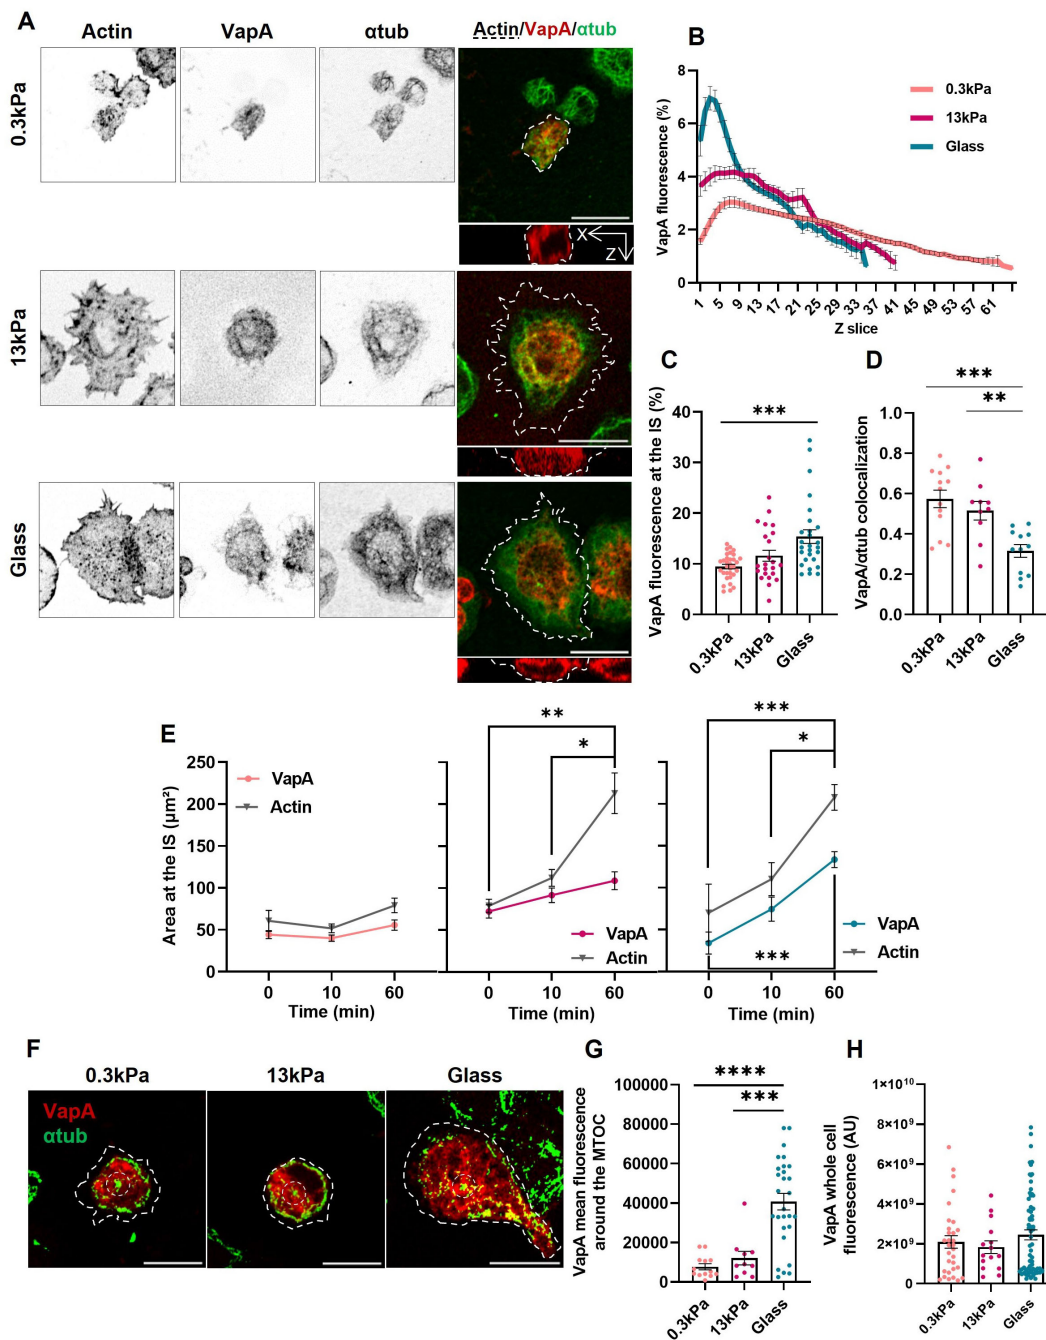 A
Actin VapA αtub Actin/VapA/αtub
0.3kPa
X
Z
13kPa
Glass
B
VapA fluorescence (%)
8
6
4
2
0
0.3kPa
13kPa
Glass
1 5 9 13 17 21 25 29 33 37 41 45 49 53 57 61
Z slice
C
VapA fluorescence at the IS (%)
***
40
30
20
10
0
0.3kPa 13kPa Glass
D
VapA/αtub colocalization
***
**
1.0
0.8
0.6
0.4
0.2
0.0
0.3kPa 13kPa Glass
E
Area at the IS (µm²)
250
200
150
100
50
0
VapA
Actin
0 10 60
Time (min)
**
*
VapA
Actin
0 10 60
Time (min)
***
*
VapA
Actin
***
0 10 60
Time (min)
F
0.3kPa 13kPa Glass
VapA
αtub
G
VapA mean fluorescence
around the MTOC
****
***
100000
80000
60000
40000
20000
0
0.3kPa 13kPa Glass
H
VapA whole cell
fluorescence (AU)
1×10¹⁰
8×10⁹
6×10⁹
4×10⁹
2×10⁹
0
0.3kPa 13kPa Glass